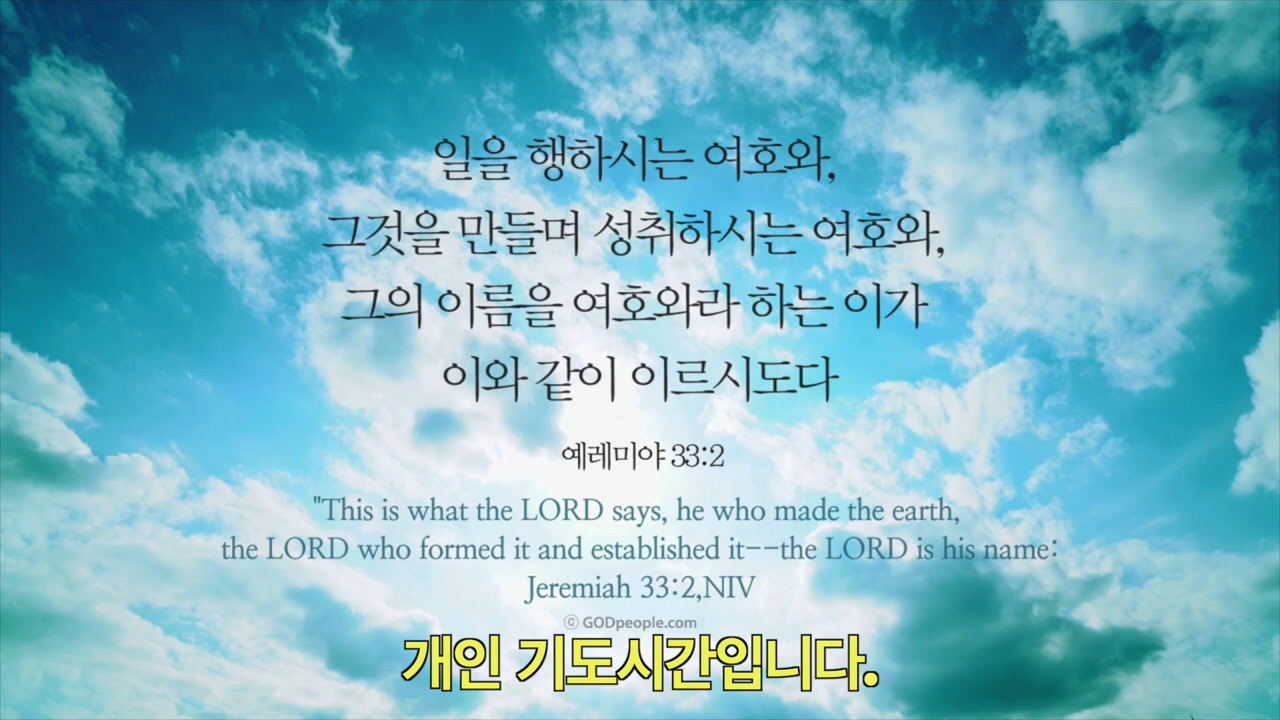 일을 행하시는 여호와,
그것을 만들며 성취하시는 여호와,
그의 이름을 여호와라 하는 이가
이와 같이 이르시도다
예레미야 33:2
"This is what the LORD says, he who made the earth,
the LORD who formed it and established it--the LORD is his name:
Jeremiah 33:2,NIV
ⓒ GODpeople.com
개인 기도시간입니다.